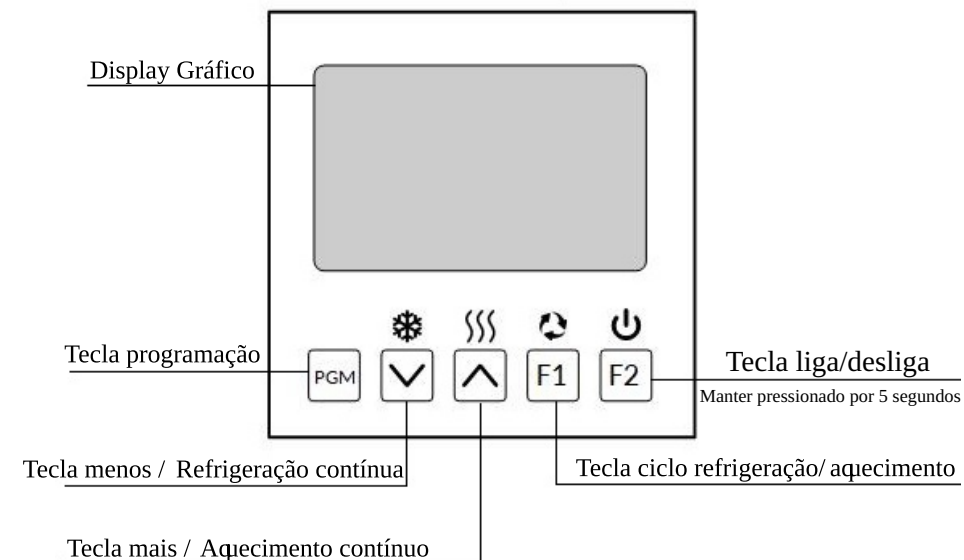 Display Gráfico
Tecla programação
PGM
F1
F2
Tecla liga/desliga
Manter pressionado por 5 segundos
Tecla menos / Refrigeração contínua
Tecla ciclo refrigeração/ aquecimento
Tecla mais / Aquecimento contínuo